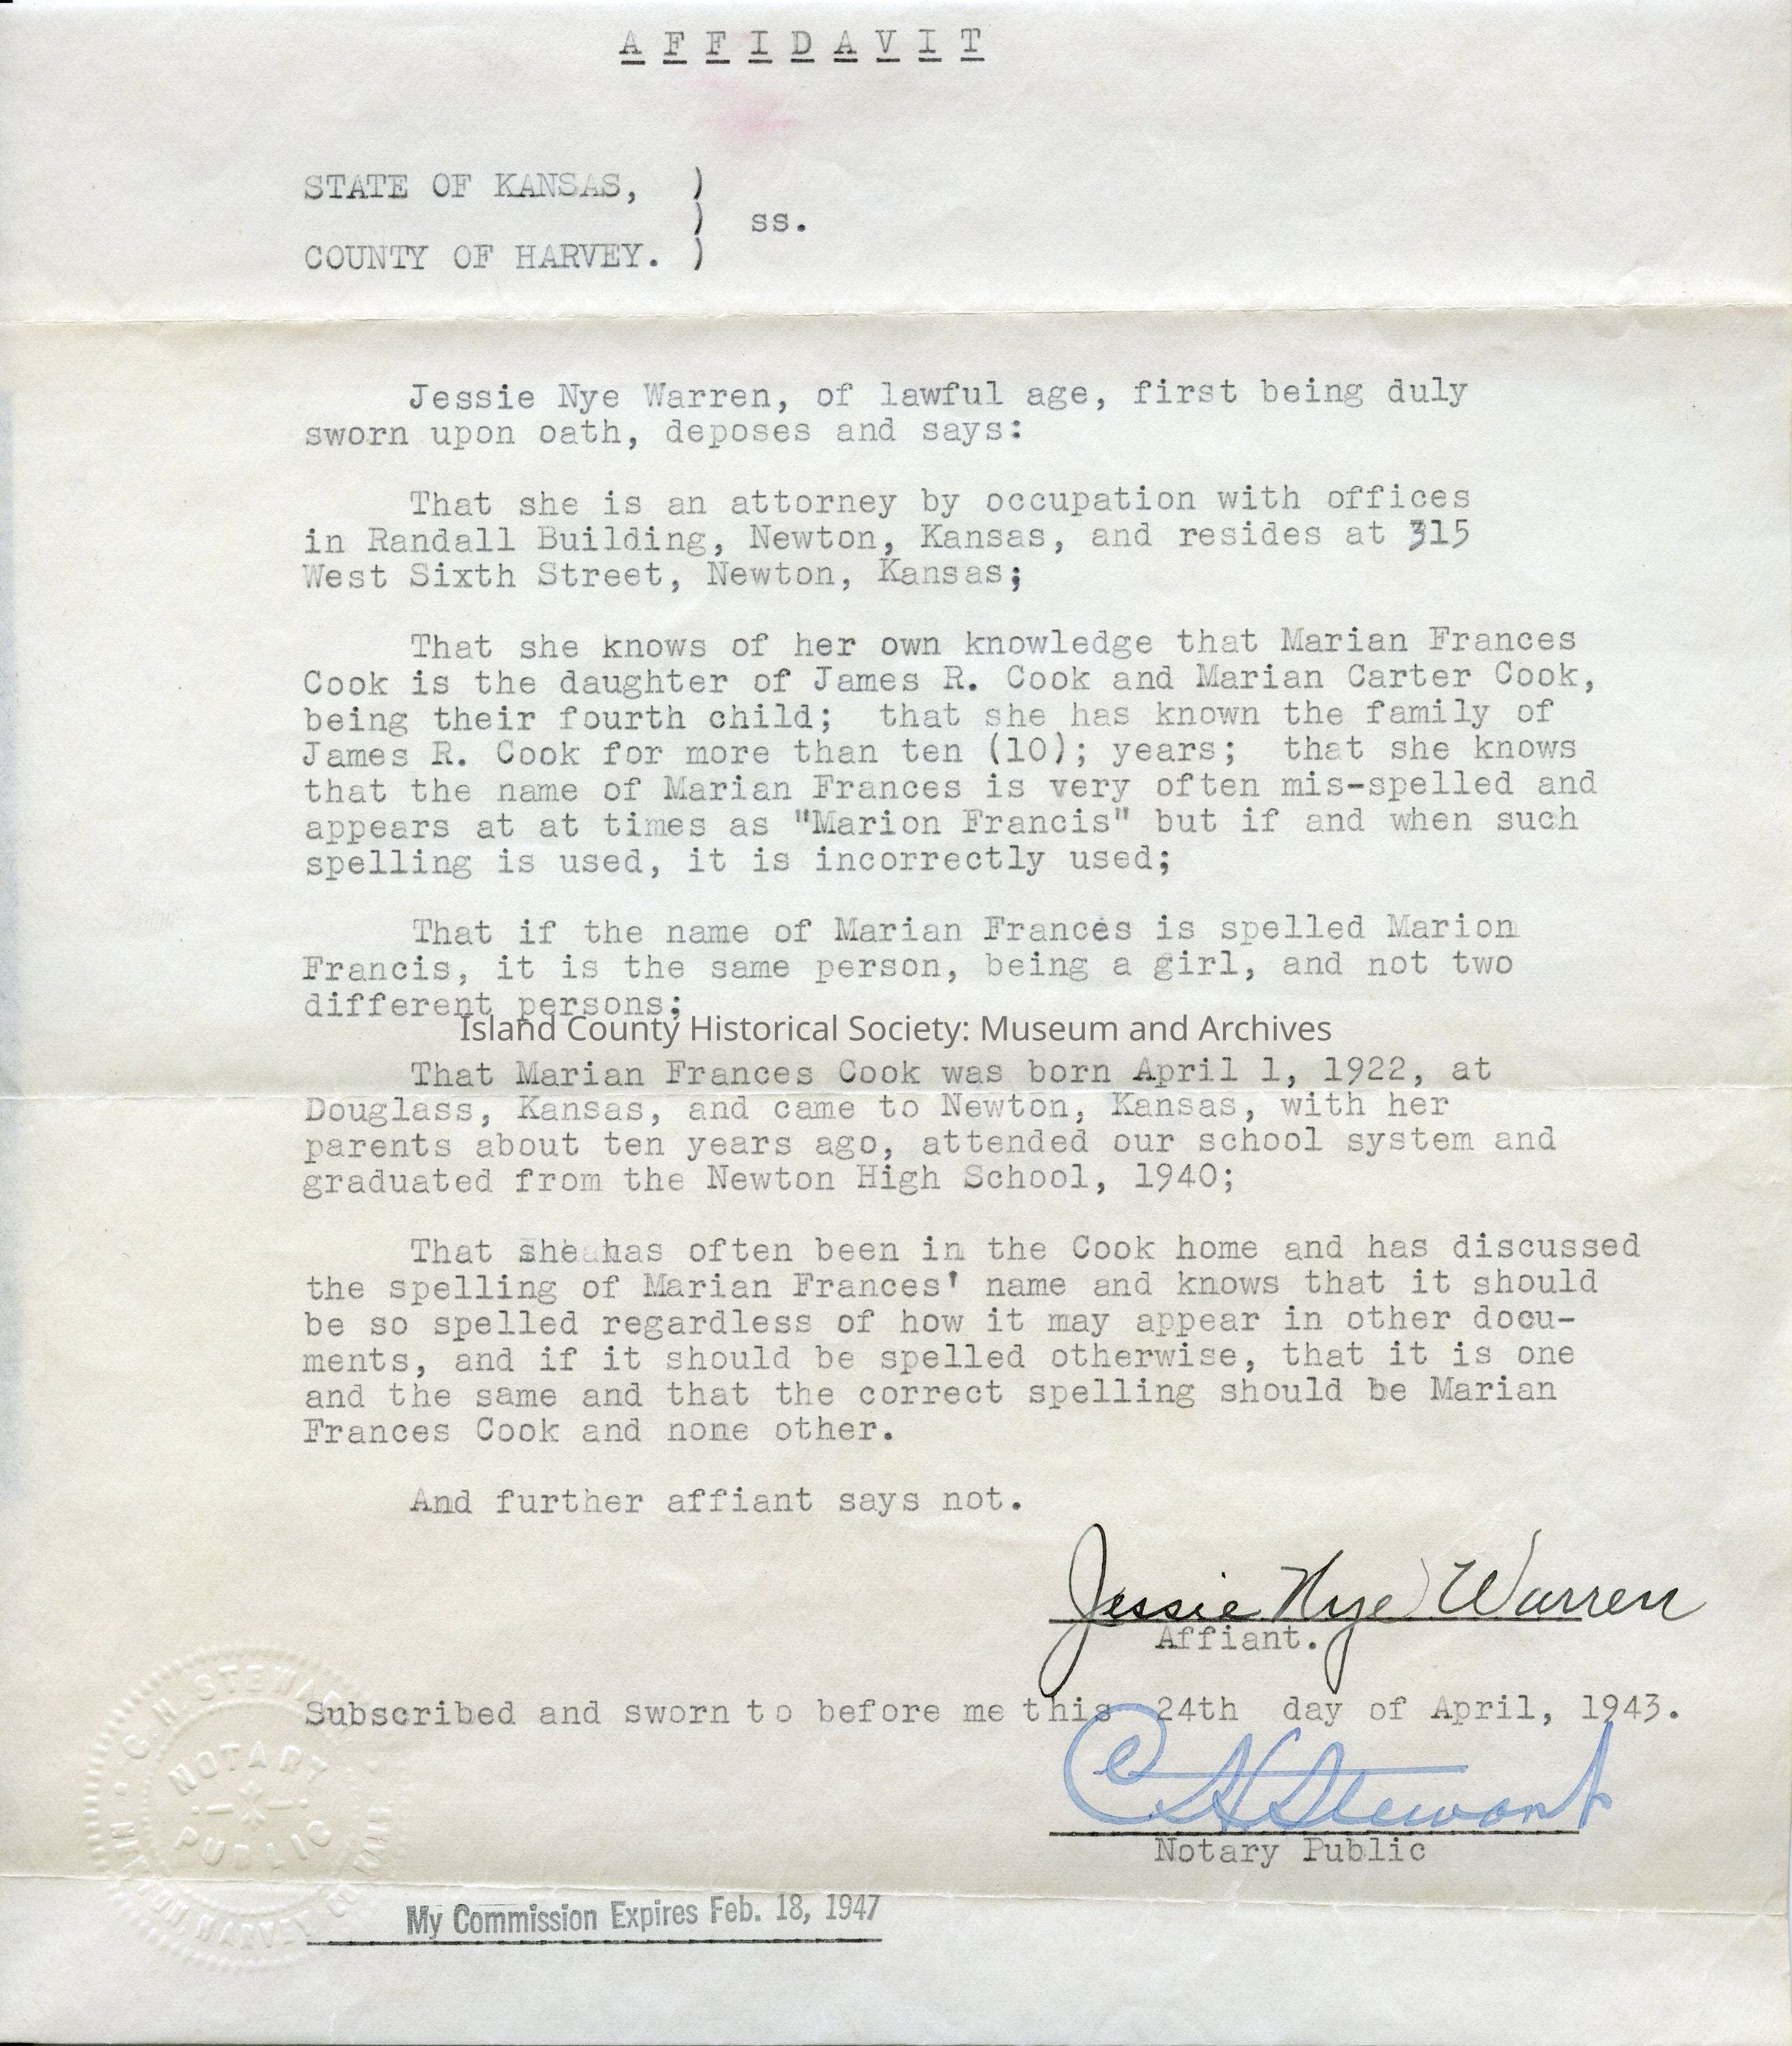 A F F I D A V I T
STATE OF KANSAS, )
) ss.
COUNTY OF HARVEY. )
Jessie Nye Warren, of lawful age, first being duly
sworn upon oath, deposes and says:
That she is an attorney by occupation with offices
in Randall Building, Newton, Kansas, and resides at 315
West Sixth Street, Newton, Kansas;
That she knows of her own knowledge that Marian Frances
Cook is the daughter of James R. Cook and Marian Carter Cook,
being their fourth child; that she has known the family of
James R. Cook for more than ten (10); years; that she knows
that the name of Marian Frances is very often mis-spelled and
appears at at times as "Marion Francis" but if and when such
spelling is used, it is incorrectly used;
That if the name of Marian Frances is spelled Marion
Francis, it is the same person, being a girl, and not two
different persons;
Island County Historical Society: Museum and Archives
That Marian Frances Cook was born April 1, 1922, at
Douglass, Kansas, and came to Newton, Kansas, with her
parents about ten years ago, attended our school system and
graduated from the Newton High School, 1940;
That she has often been in the Cook home and has discussed
the spelling of Marian Frances' name and knows that it should
be so spelled regardless of how it may appear in other docu-
ments, and if it should be spelled otherwise, that it is one
and the same and that the correct spelling should be Marian
Frances Cook and none other.
And further affiant says not.
Jessie Nye Warren
Affiant.
Subscribed and sworn to before me this 24th day of April, 1943.
C H Stewart
Notary Public
C. H. STEWART
NOTARY
PUBLIC
HARVEY
My Commission Expires Feb. 18, 1947